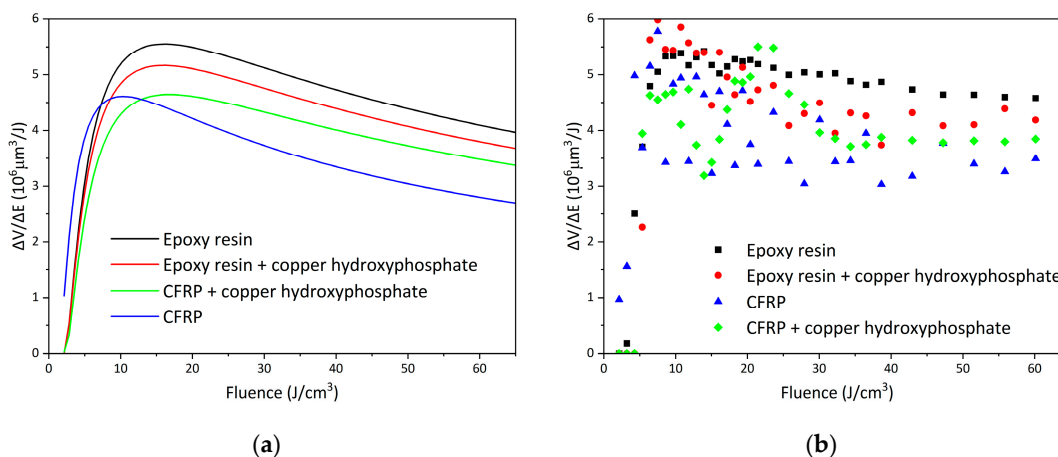 6
5
4
3
2
1
0
ΔV/ΔE (10⁶μm³/J)
Epoxy resin
Epoxy resin + copper hydroxyphosphate
CFRP + copper hydroxyphosphate
CFRP
0 10 20 30 40 50 60
Fluence (J/cm³)
(a)
6
5
4
3
2
1
0
ΔV/ΔE (10⁶μm³/J)
Epoxy resin
Epoxy resin + copper hydroxyphosphate
CFRP
CFRP + copper hydroxyphosphate
0 10 20 30 40 50 60
Fluence (J/cm³)
(b)